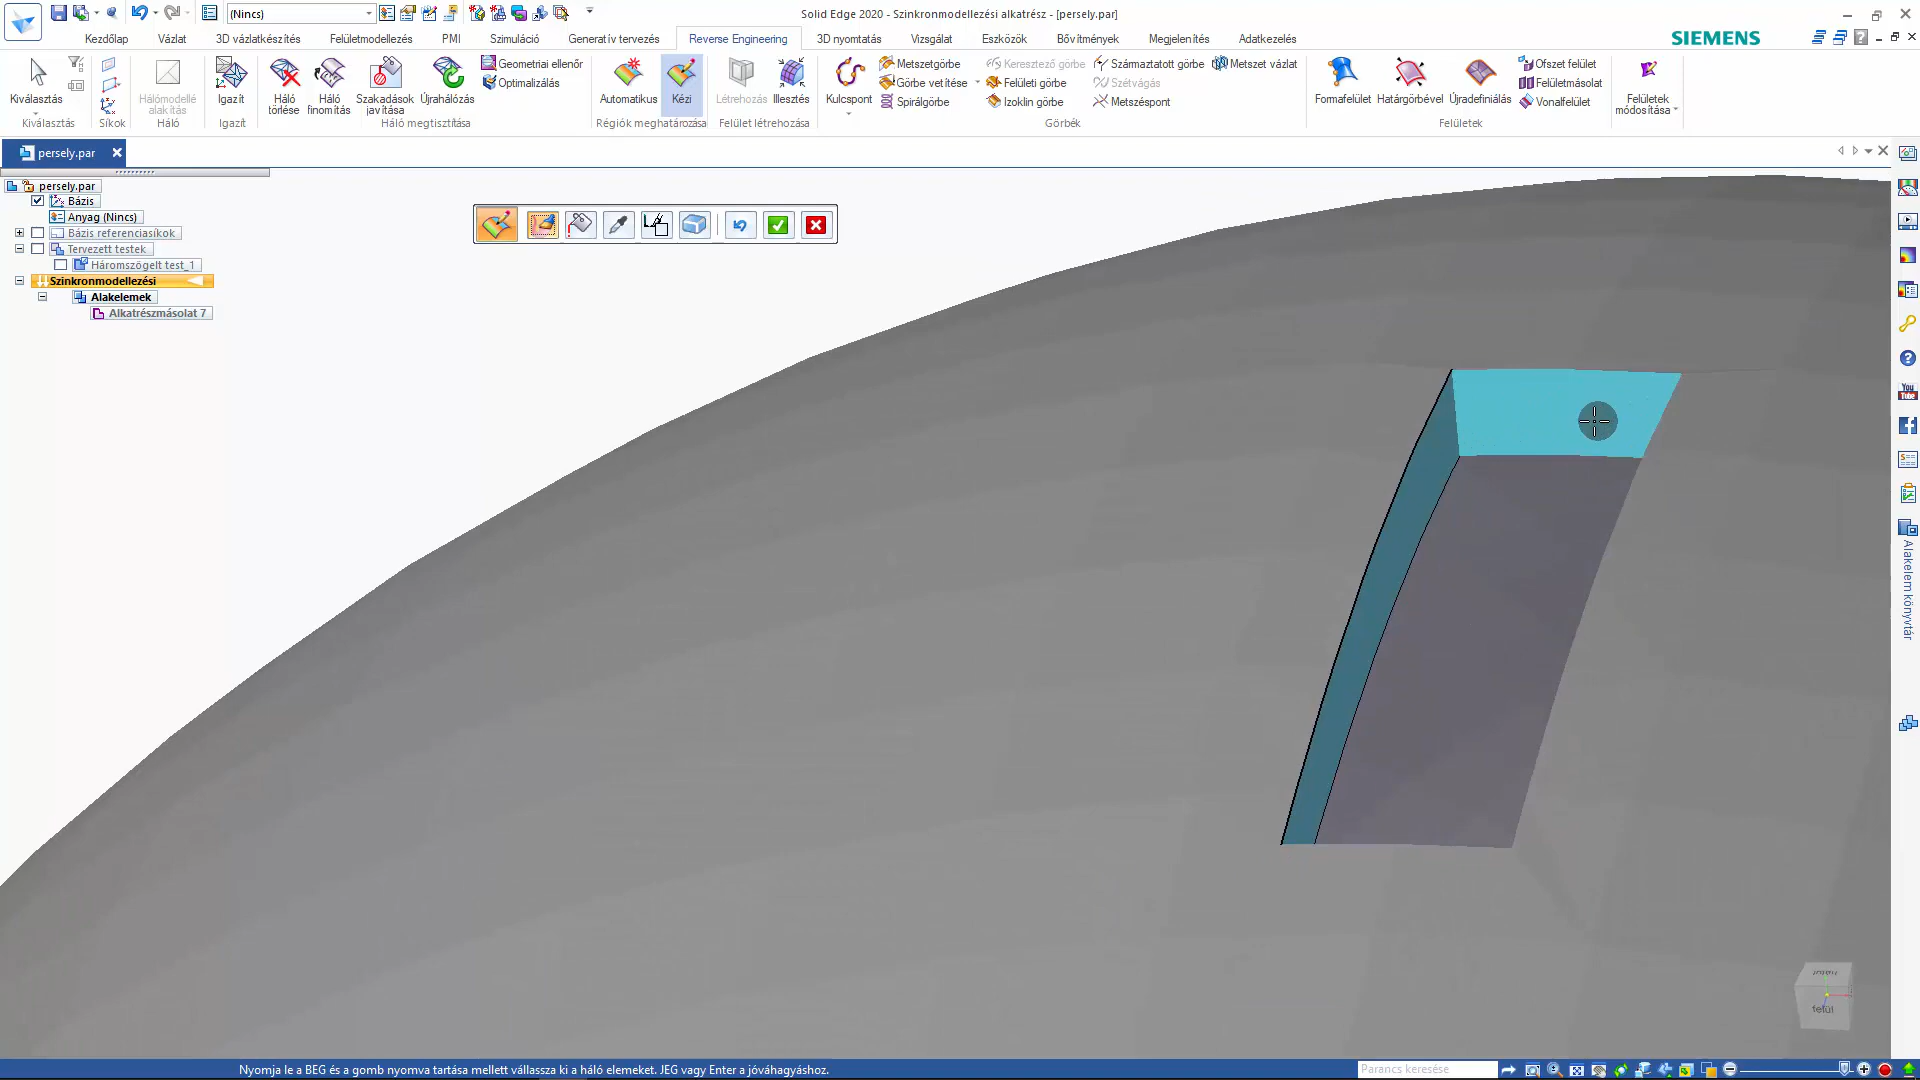 (Nincs)
Solid Edge 2020 - Szinkronmodellezési alkatrész - [persely.par]
Kezdőlap Vázlat 3D vázlatkészítés Felületmodellezés PMI Szimuláció Generatív tervezés Reverse Engineering 3D nyomtatás Vizsgálat Eszközök Bővítmények Megjelenítés Adatkezelés
SIEMENS
Kiválasztás
Kiválasztás
Síkok
Hálómodellé alakítás
Háló
Igazít
Igazít
Háló törlése
Háló finomítás
Szakadások javítása
Újrahálózás
Geometriai ellenőr
Optimalizálás
Háló megtisztítása
Automatikus
Kézi
Régiók meghatározása
Létrehozás
Illesztés
Felület létrehozása
Kulcspont
Metszetgörbe
Görbe vetítése
Spirálgörbe
Keresztező görbe
Felületi görbe
Izoklin görbe
Származtatott görbe
Szétvágás
Metszéspont
Metszet vázlat
Görbék
Formafelület
Határgörbével
Újradefiniálás
Ofszet felület
Felületmásolat
Vonalfelület
Felületek
Felületek módosítása
persely.par
persely.par
Bázis
Anyag (Nincs)
Bázis referenciasíkok
Tervezett testek
Háromszögelt test_1
Szinkronmodellezési
Alakelemek
Alkatrészmásolat 7
You
Tube
Alakelem könyvtár
felül
Nyomja le a BEG és a gomb nyomva tartása mellett vállassza ki a háló elemeket. JEG vagy Enter a jóváhagyáshoz.
Parancs keresése